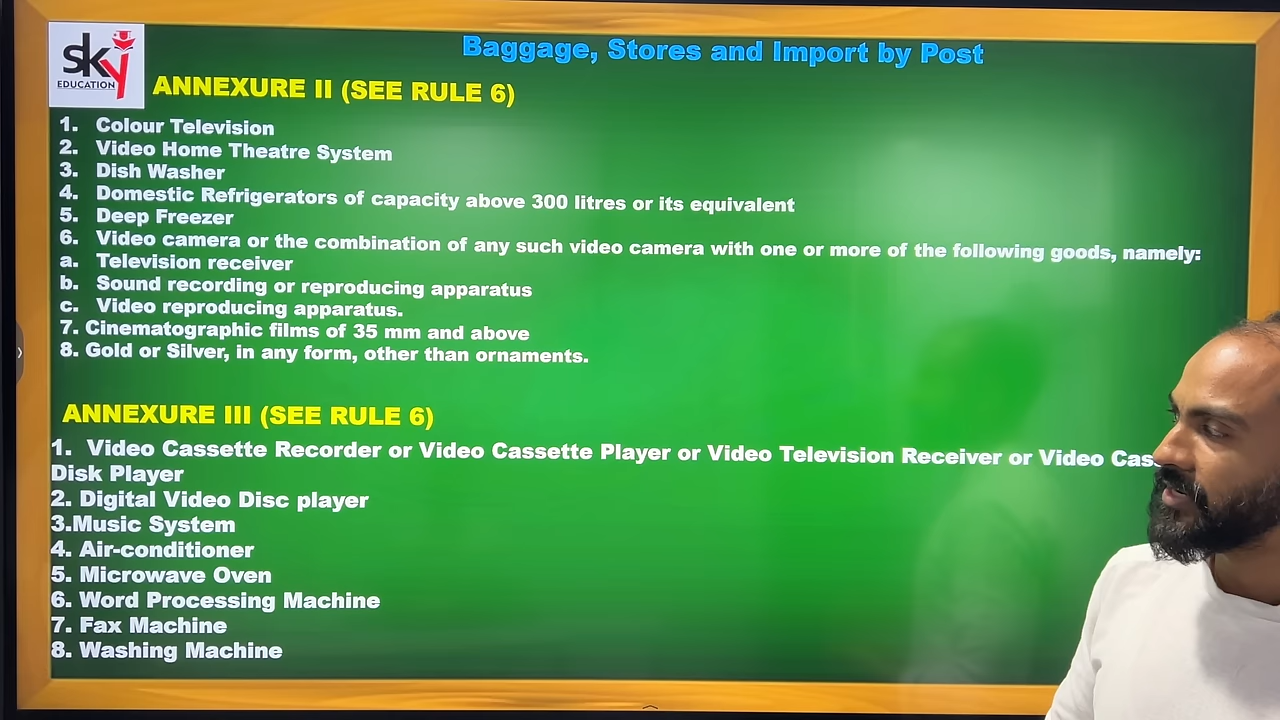 sky
EDUCATION
Baggage, Stores and Import by Post
ANNEXURE II (SEE RULE 6)
1. Colour Television
2. Video Home Theatre System
3. Dish Washer
4. Domestic Refrigerators of capacity above 300 litres or its equivalent
5. Deep Freezer
6. Video camera or the combination of any such video camera with one or more of the following goods, namely:
a. Television receiver
b. Sound recording or reproducing apparatus
c. Video reproducing apparatus.
7. Cinematographic films of 35 mm and above
8. Gold or Silver, in any form, other than ornaments.
ANNEXURE III (SEE RULE 6)
1. Video Cassette Recorder or Video Cassette Player or Video Television Receiver or Video
Disk Player
2. Digital Video Disc player
3.Music System
4. Air-conditioner
5. Microwave Oven
6. Word Processing Machine
7. Fax Machine
8. Washing Machine